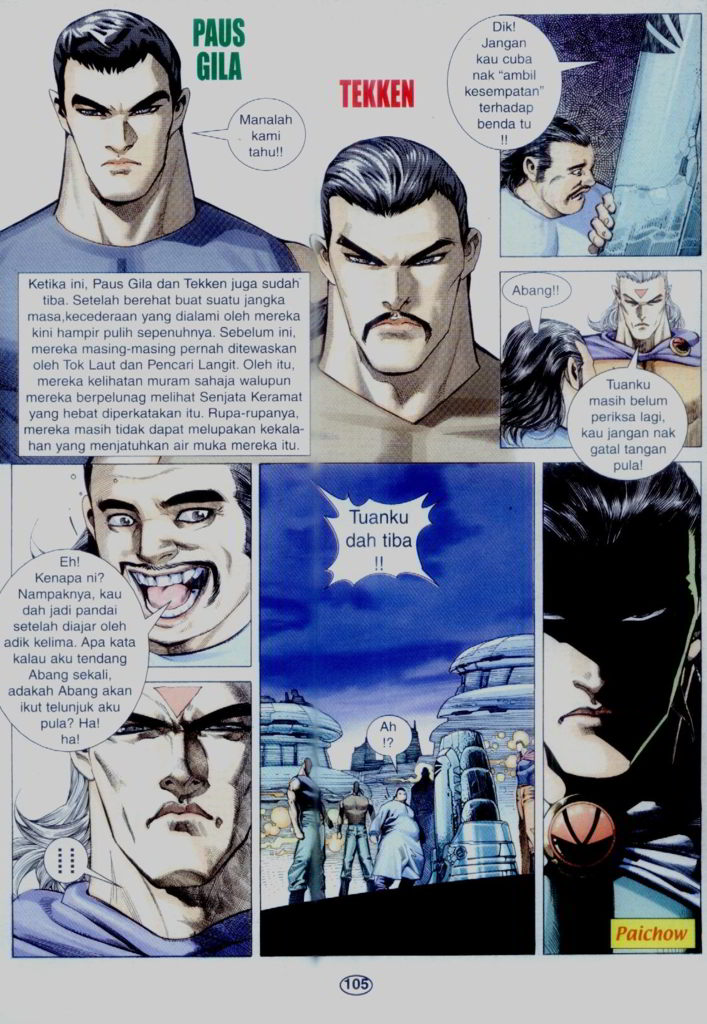 PAUS
GILA
TEKKEN
Manalah
kami
tahu!!
Dik!
Jangan
kau cuba
nak "ambil
kesempatan"
terhadap
benda tu
!!
Ketika ini, Paus Gila dan Tekken juga sudah
tiba. Setelah berehat buat suatu jangka
masa,kecederaan yang dialami oleh mereka
kini hampir pulih sepenuhnya. Sebelum ini,
mereka masing-masing pernah ditewaskan
oleh Tok Laut dan Pencari Langit. Oleh itu,
mereka kelihatan muram sahaja walupun
mereka berpelunag melihat Senjata Keramat
yang hebat diperkatakan itu. Rupa-rupanya,
mereka masih tidak dapat melupakan kekala-
han yang menjatuhkan air muka mereka itu.
Abang!!
Tuanku
masih belum
periksa lagi,
kau jangan nak
gatal tangan
pula!
Eh!
Kenapa ni?
Nampaknya, kau
dah jadi pandai
setelah diajar oleh
adik kelima. Apa kata
kalau aku tendang
Abang sekali,
adakah Abang akan
ikut telunjuk aku
pula? Ha!
ha!
!!
Tuanku
dah tiba
!!
Ah
!?
Paichow
105